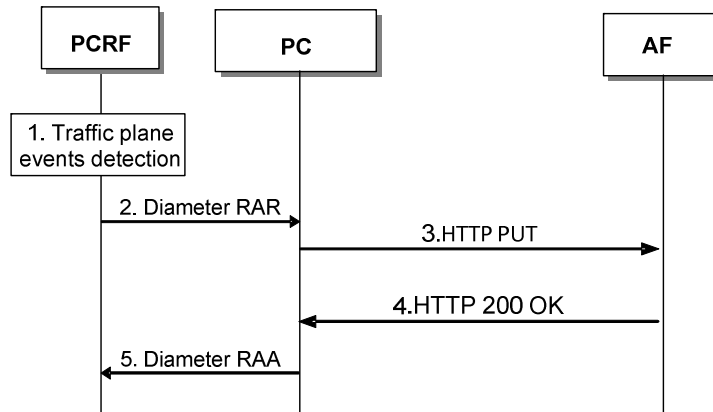 PCRF
PC
AF
1. Traffic plane
events detection
2. Diameter RAR
3.HTTP PUT
4.HTTP 200 OK
5. Diameter RAA